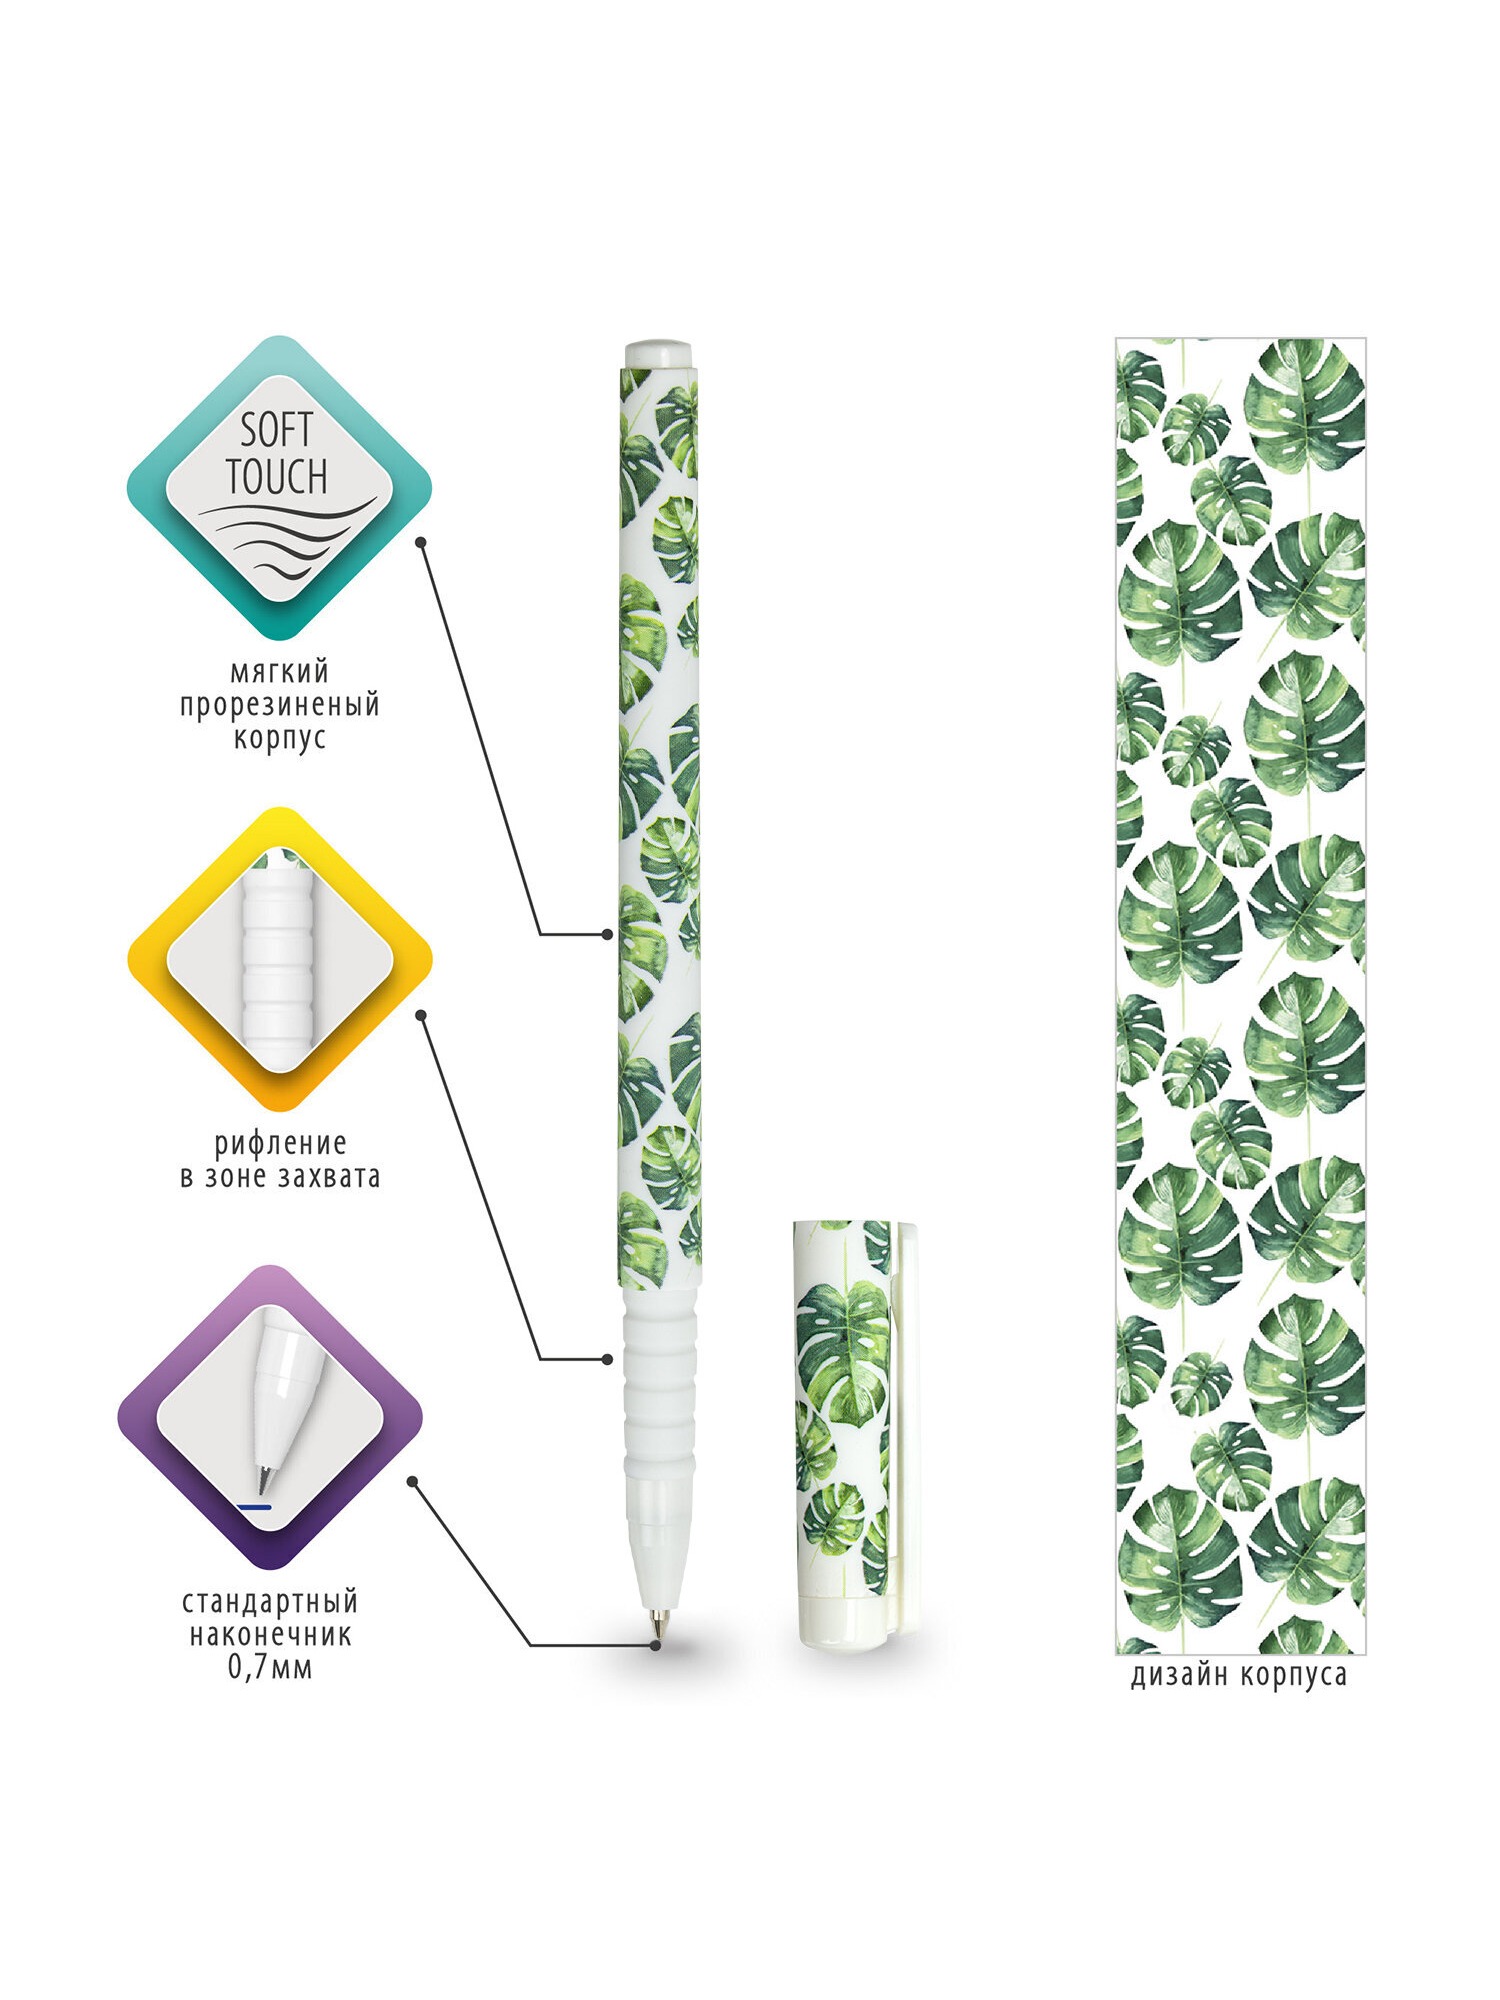 SOFT
TOUCH
мягкий
прорезиненый
корпус
рифление
в зоне захвата
стандартный
наконечник
0,7мм
дизайн корпуса